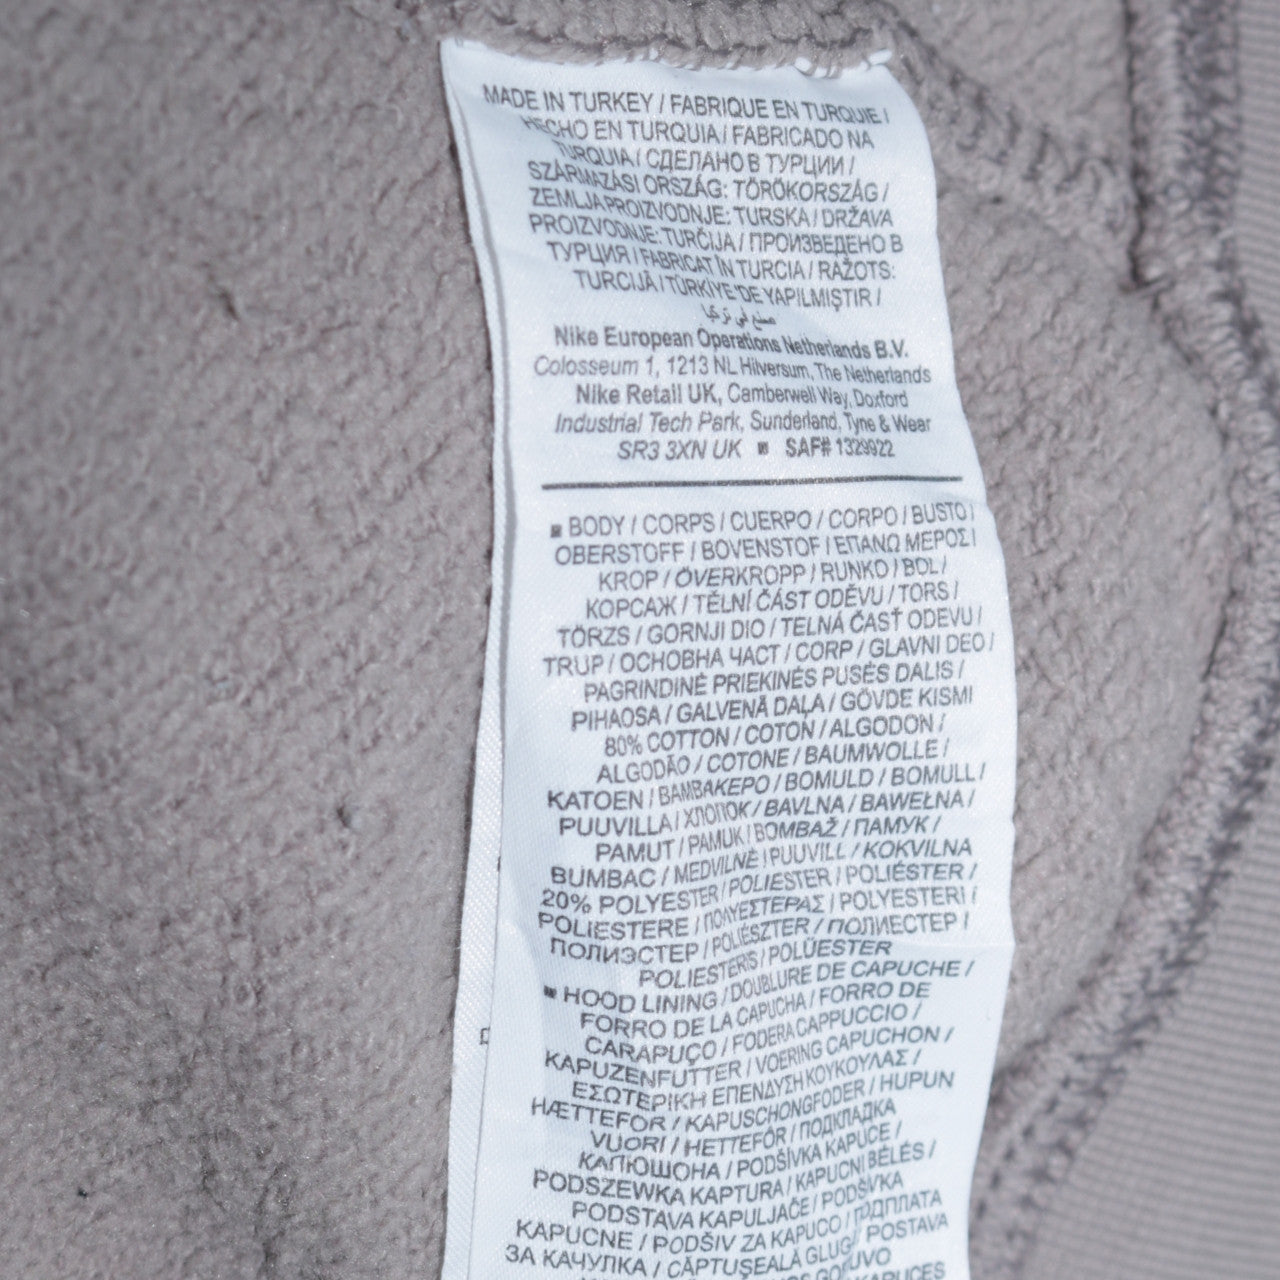 MADE IN TURKEY / FABRIQUE EN TURQUIE /
HECHO EN TURQUIA / FABRICADO NA
TURQUIA / СДЕЛАНО В ТУРЦИИ /
SZÁRMAZÁSI ORSZÁG: TÖRÖKORSZÁG /
ZEMLJA PROIZVODNJE: TURSKA / DRŽAVA
PROIZVODNJE: TURČIJA / ПРОИЗВЕДЕНО В
ТУРЦИЯ / FABRICAT ÎN TURCIA / RAŽOTS:
TURCIJĀ / TÜRKİYE'DE YAPILMIŞTIR /
صنع في تركيا
Nike European Operations Netherlands B.V.
Colosseum 1, 1213 NL Hilversum, The Netherlands
Nike Retail UK, Camberwell Way, Doxford
Industrial Tech Park, Sunderland, Tyne & Wear
SR3 3XN UK ■ SAF# 1329922
■ BODY / CORPS / CUERPO / CORPO / BUSTO /
OBERSTOFF / BOVENSTOF / ΕΠΑΝΩ ΜΕΡΟΣ /
KROP / ÖVERKROPP / RUNKO / BOL /
КОРСАЖ / TĚLNÍ ČÁST ODĚVU / TORS /
TÖRZS / GORNJI DIO / TELNÁ ČASŤ ODEVU /
TRUP / ОСНОВНА ЧАСТ / CORP / GLAVNI DEO /
PAGRINDINĖ PRIEKINĖS PUSĖS DALIS /
PIHAOSA / GALVENĀ DAĻA / GÖVDE KISMI
80% COTTON / COTON / ALGODON /
ALGODÃO / COTONE / BAUMWOLLE /
KATOEN / ΒΑΜΒΑΚΕΡΟ / BOMULD / BOMULL /
PUUVILLA / ХЛОПОК / BAVLNA / BAWEŁNA /
PAMUT / PAMUK / BOMBAŽ / ПАМУК /
BUMBAC / MEDVILNĖ / PUUVILL / KOKVILNA
20% POLYESTER / POLIESTER / POLIÉSTER /
POLIESTERE / ΠΟΛΥΕΣΤΕΡΑΣ / POLYESTERI /
ПОЛИЭСТЕР / POLIÉSZTER / ПОЛИЕСТЕР /
POLIESTERIS / POLÜESTER
■ HOOD LINING / DOUBLURE DE CAPUCHE /
FORRO DE LA CAPUCHA / FORRO DE
CARAPUÇO / FODERA CAPPUCCIO /
KAPUZENFUTTER / VOERING CAPUCHON /
ΕΣΩΤΕΡΙΚΗ ΕΠΕΝΔΥΣΗ ΚΟΥΚΟΥΛΑΣ /
HÆTTEFOR / KAPUSCHONGFODER / HUPUN
VUORI / HETTEFÓR / ПОДКЛАДКА
КАПЮШОНА / PODŠÍVKA KAPUCE /
PODSZEWKA KAPTURA / KAPUCNI BÉLÉS /
PODSTAVA KAPULJAČE / PODŠÍVKA
KAPUCNE / PODŠIV ZA KAPUCO / ПОДПЛАТА
ЗА КАЧУЛКА / CĂPTUŞEALĂ GLUGĂ / POSTAVA
KAPUCES